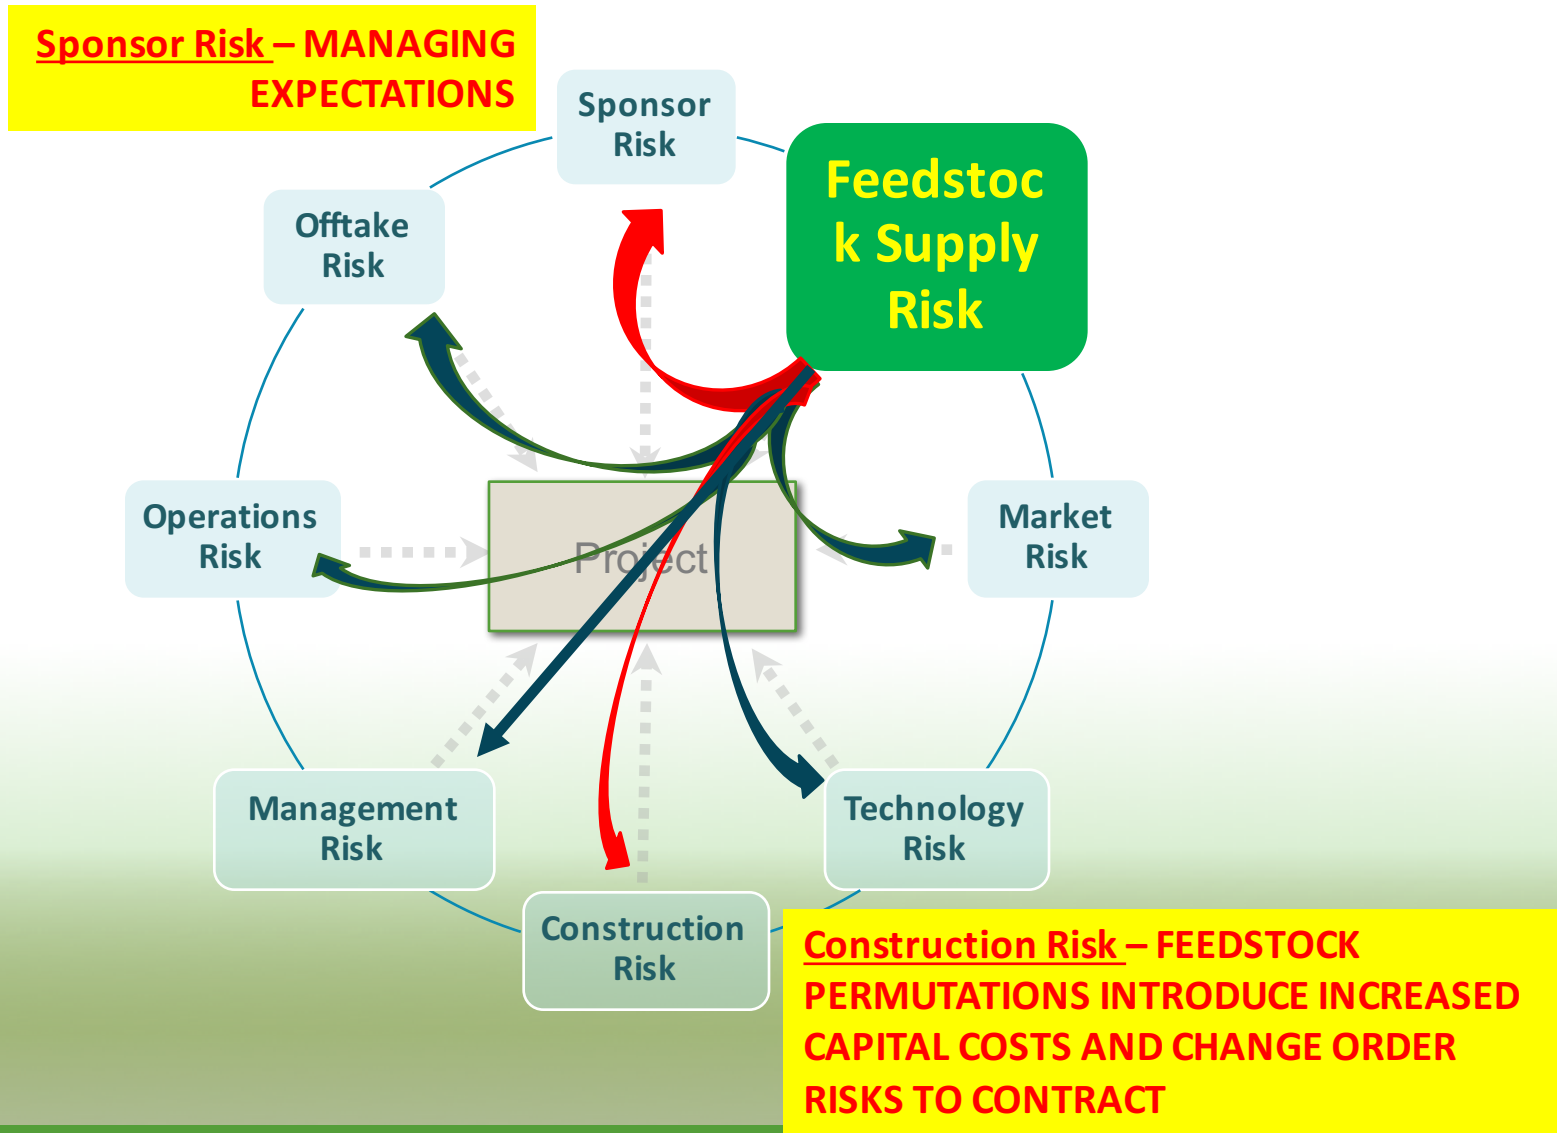 Sponsor Risk – MANAGING
EXPECTATIONS
Sponsor
Risk
Feedstoc
k Supply
Risk
Offtake
Risk
Operations
Risk
Project
Market
Risk
Management
Risk
Technology
Risk
Construction
Risk
Construction Risk – FEEDSTOCK
PERMUTATIONS INTRODUCE INCREASED
CAPITAL COSTS AND CHANGE ORDER
RISKS TO CONTRACT